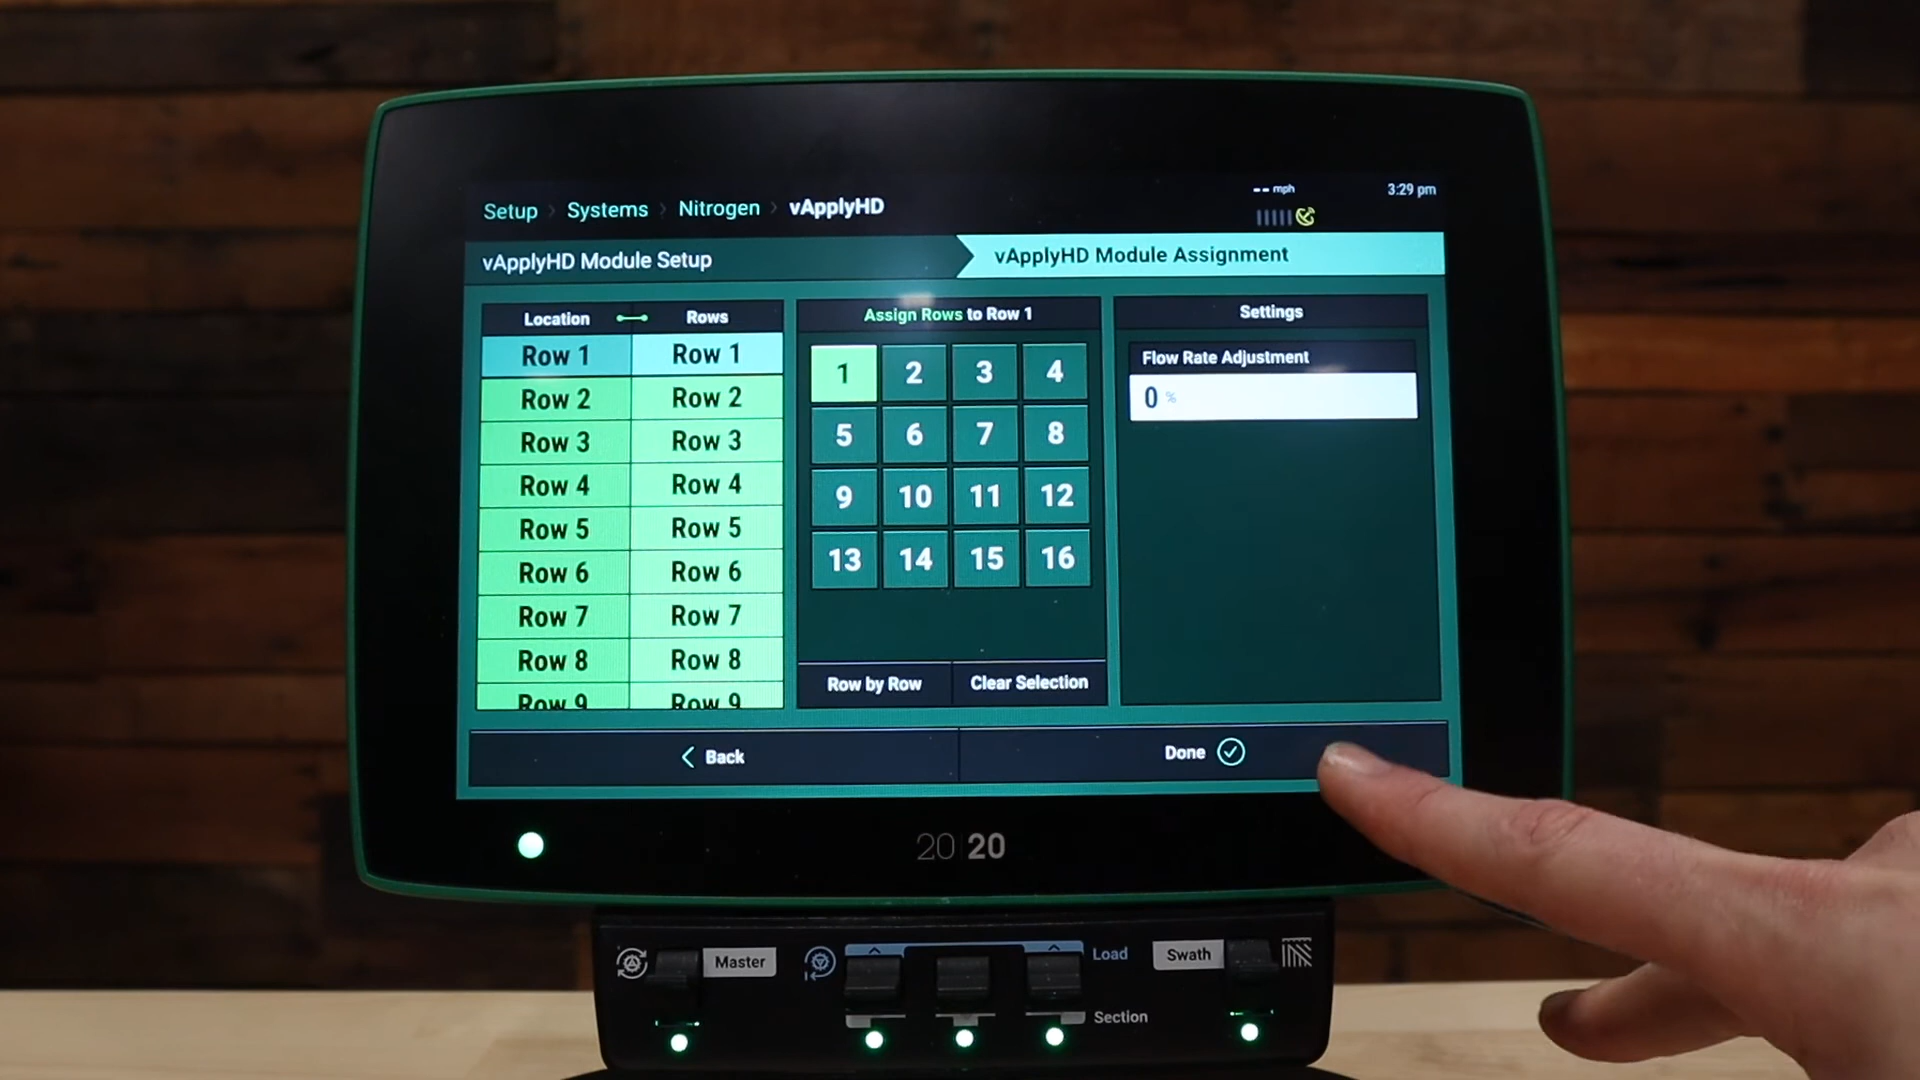 Setup › Systems › Nitrogen › vApplyHD
-- mph
3:29 pm
vApplyHD Module Setup
vApplyHD Module Assignment
Location
Rows
Row 1 Row 1
Row 2 Row 2
Row 3 Row 3
Row 4 Row 4
Row 5 Row 5
Row 6 Row 6
Row 7 Row 7
Row 8 Row 8
Row 9 Row 9
Assign Rows to Row 1
1 2 3 4
5 6 7 8
9 10 11 12
13 14 15 16
Row by Row
Clear Selection
Settings
Flow Rate Adjustment
0 %
Back
Done
20|20
Master
Load
Swath
Section